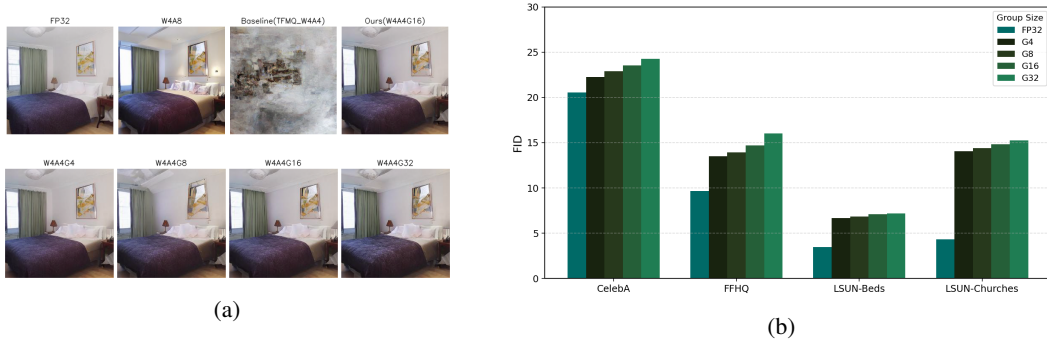 FP32 W4A8 Baseline(TFMQ_W4A4) Ours(W4A4G16)
W4A4G4 W4A4G8 W4A4G16 W4A4G32
(a)
30
25
20
15
10
5
0
FID
Group Size
FP32
G4
G8
G16
G32
CelebA FFHQ LSUN-Beds LSUN-Churches
(b)